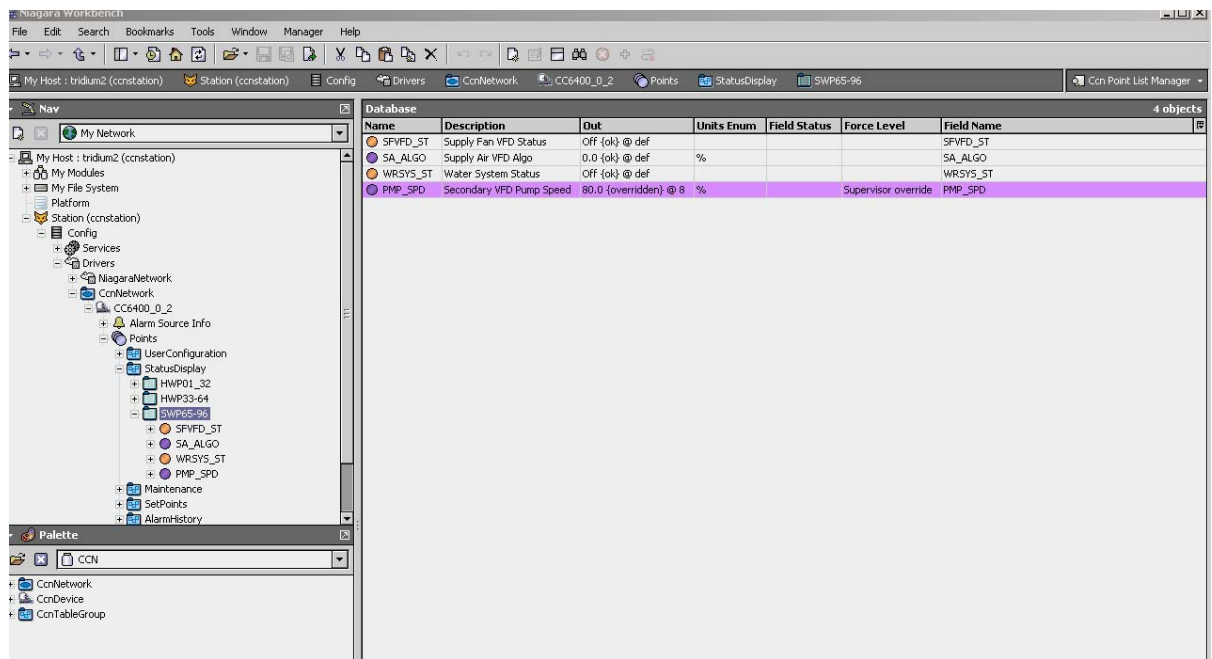 Niagara Workbench
File Edit Search Bookmarks Tools Window Manager Help
My Host : tridium2 (ccnstation) Station (ccnstation) Config Drivers CcnNetwork CC6400_0_2 Points StatusDisplay SWP65-96 Ccn Point List Manager
Nav
My Network
My Host : tridium2 (ccnstation)
My Modules
My File System
Platform
Station (ccnstation)
Config
Services
Drivers
NiagaraNetwork
CcnNetwork
CC6400_0_2
Alarm Source Info
Points
UserConfiguration
StatusDisplay
HWP01_32
HWP33-64
SWP65-96
SFVFD_ST
SA_ALGO
WRSYS_ST
PMP_SPD
Maintenance
SetPoints
AlarmHistory
Palette
CCN
CcnNetwork
CcnDevice
CcnTableGroup
Database 4 objects
Name Description Out Units Enum Field Status Force Level Field Name
SFVFD_ST Supply Fan VFD Status Off {ok} @ def SFVFD_ST
SA_ALGO Supply Air VFD Algo 0.0 {ok} @ def % SA_ALGO
WRSYS_ST Water System Status Off {ok} @ def WRSYS_ST
PMP_SPD Secondary VFD Pump Speed 80.0 {overridden} @ 8 % Supervisor override PMP_SPD